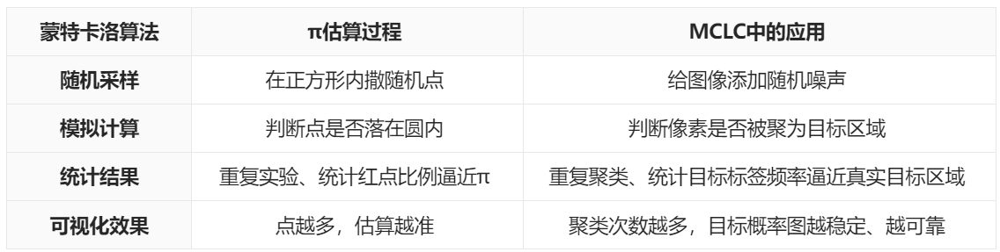 蒙特卡洛算法 π估算过程 MCLC中的应用
随机采样 在正方形内撒随机点 给图像添加随机噪声
模拟计算 判断点是否落在圆内 判断像素是否被聚为目标区域
统计结果 重复实验、统计红点比例逼近π 重复聚类、统计目标标签频率逼近真实目标区域
可视化效果 点越多，估算越准 聚类次数越多，目标概率图越稳定、越可靠